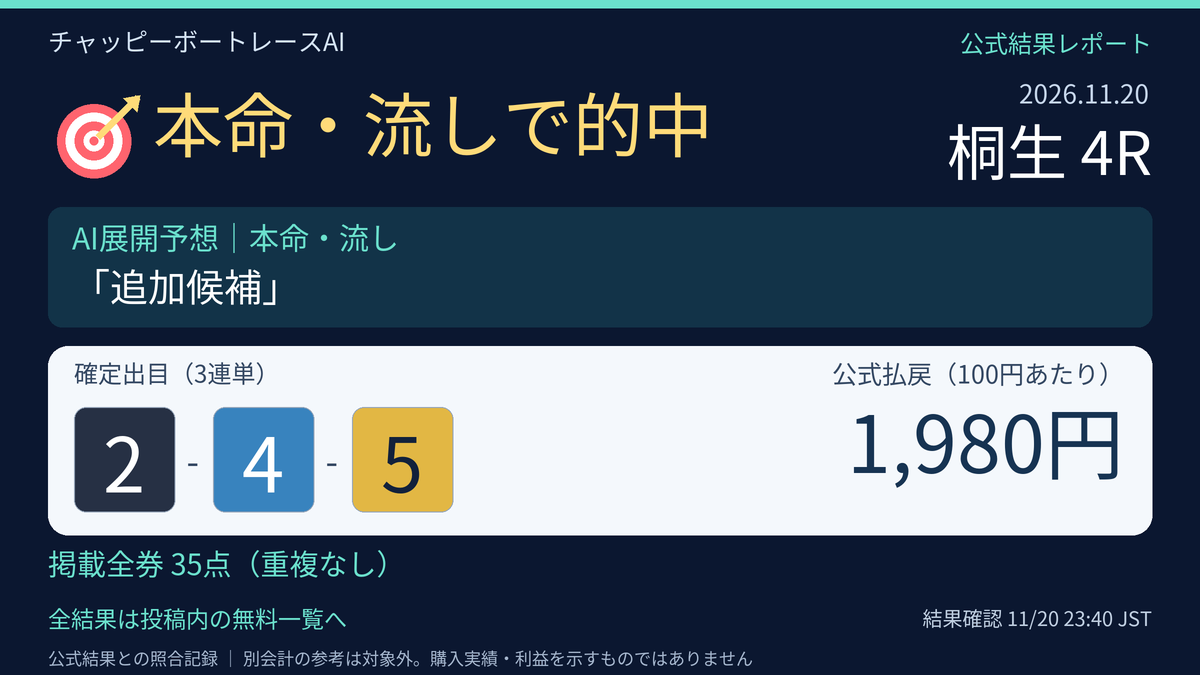 チャッピーボートレースAI
公式結果レポート
2026.11.20
本命・流しで的中
桐生 4R
AI展開予想｜本命・流し
「追加候補」
確定出目（3連単）
公式払戻（100円あたり）
2 - 4 - 5
1,980円
掲載全券 35点（重複なし）
全結果は投稿内の無料一覧へ
結果確認 11/20 23:40 JST
公式結果との照合記録｜別会計の参考は対象外。購入実績・利益を示すものではありません